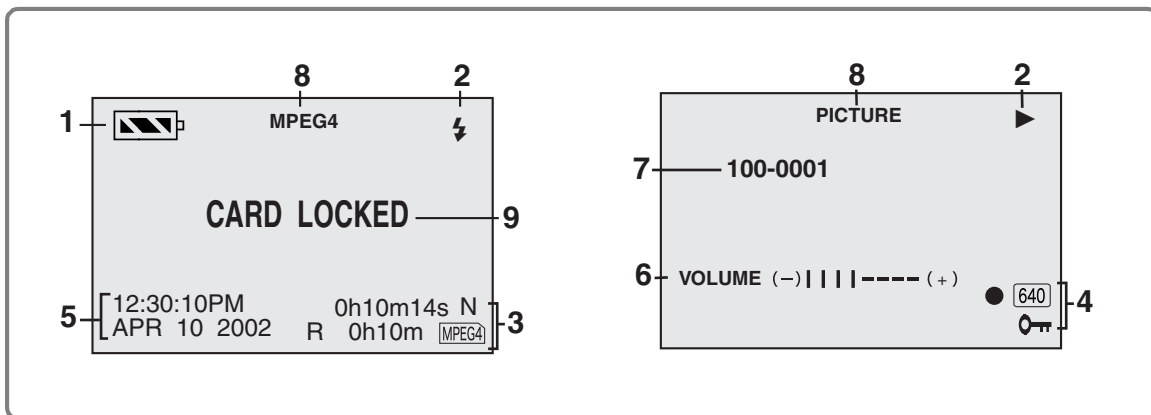 8 2
1 MPEG4
CARD LOCKED 9
12:30:10PM 0h10m14s N
5 3
APR 10 2002 R 0h10m MPEG4
8 2
PICTURE
7 100-0001
6 VOLUME (−) (+)
640 4